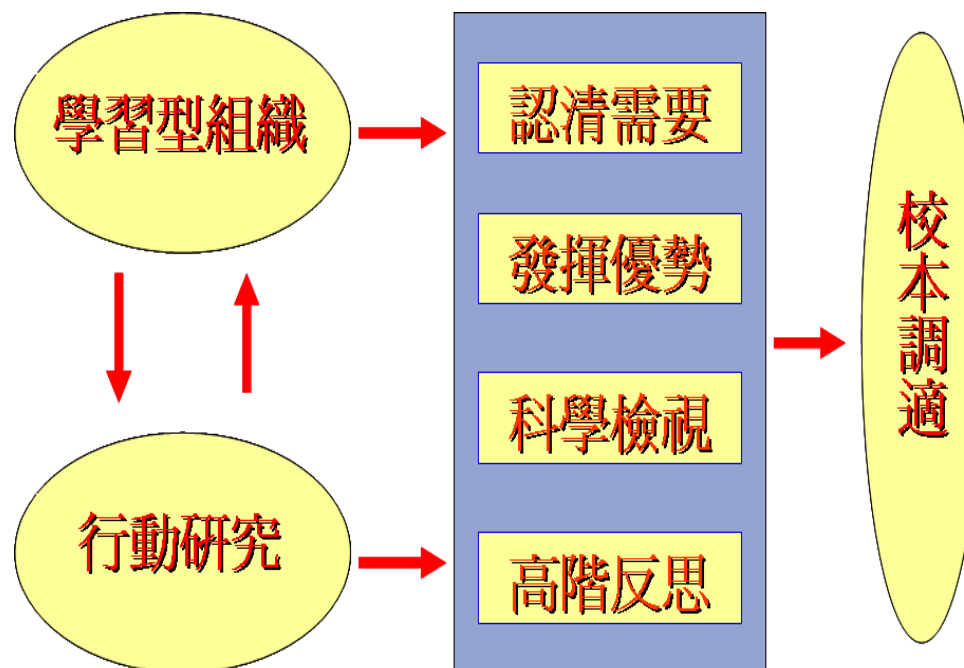 學習型組織
行動研究
認清需要
發揮優勢
科學檢視
高階反思
校本調適